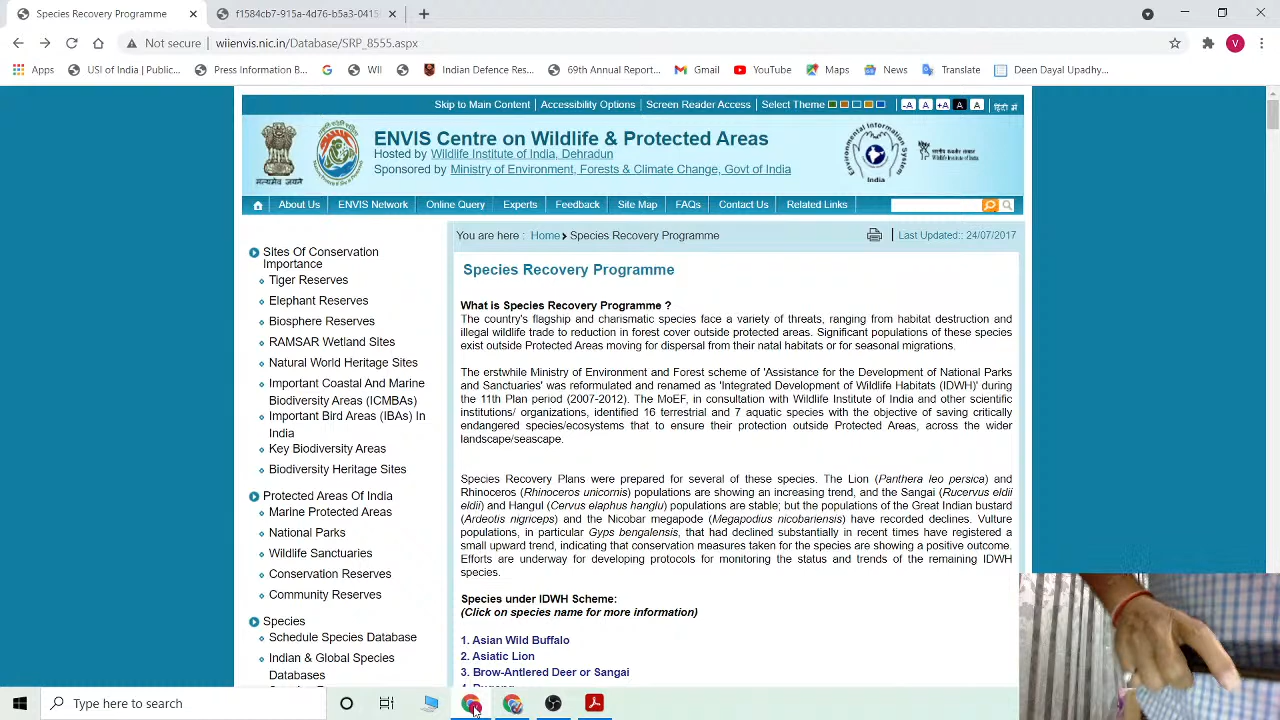 Species Recovery Programme
f1584cb7-915a-4d76-b5a3-0415
Not secure wiienvis.nic.in/Database/SRP_8555.aspx
V
Apps USI of India | Public... Press Information B... WII Indian Defence Res... 69th Annual Report... Gmail YouTube Maps News Translate Deen Dayal Upadhy...
Skip to Main Content Accessibility Options Screen Reader Access Select Theme -A A +A A A हिंदी में
ENVIS Centre on Wildlife & Protected Areas
Hosted by Wildlife Institute of India, Dehradun
Sponsored by Ministry of Environment, Forests & Climate Change, Govt of India
सत्यमेव जयते
India
About Us ENVIS Network Online Query Experts Feedback Site Map FAQs Contact Us Related Links
You are here : Home Species Recovery Programme Last Updated:: 24/07/2017
Sites Of Conservation
Importance
Tiger Reserves
Elephant Reserves
Biosphere Reserves
RAMSAR Wetland Sites
Natural World Heritage Sites
Important Coastal And Marine
Biodiversity Areas (ICMBAs)
Important Bird Areas (IBAs) In
India
Key Biodiversity Areas
Biodiversity Heritage Sites
Protected Areas Of India
Marine Protected Areas
National Parks
Wildlife Sanctuaries
Conservation Reserves
Community Reserves
Species
Schedule Species Database
Indian & Global Species
Databases
Species Recovery Programme
What is Species Recovery Programme ?
The country's flagship and charismatic species face a variety of threats, ranging from habitat destruction and
illegal wildlife trade to reduction in forest cover outside protected areas. Significant populations of these species
exist outside Protected Areas moving for dispersal from their natal habitats or for seasonal migrations.
The erstwhile Ministry of Environment and Forest scheme of 'Assistance for the Development of National Parks
and Sanctuaries' was reformulated and renamed as 'Integrated Development of Wildlife Habitats (IDWH)' during
the 11th Plan period (2007-2012). The MoEF, in consultation with Wildlife Institute of India and other scientific
institutions/ organizations, identified 16 terrestrial and 7 aquatic species with the objective of saving critically
endangered species/ecosystems that to ensure their protection outside Protected Areas, across the wider
landscape/seascape.
Species Recovery Plans were prepared for several of these species. The Lion (Panthera leo persica) and
Rhinoceros (Rhinoceros unicornis) populations are showing an increasing trend, and the Sangai (Rucervus eldii
eldii) and Hangul (Cervus elaphus hanglu) populations are stable; but the populations of the Great Indian bustard
(Ardeotis nigriceps) and the Nicobar megapode (Megapodius nicobariensis) have recorded declines. Vulture
populations, in particular Gyps bengalensis, that had declined substantially in recent times have registered a
small upward trend, indicating that conservation measures taken for the species are showing a positive outcome.
Efforts are underway for developing protocols for monitoring the status and trends of the remaining IDWH
species.
Species under IDWH Scheme:
(Click on species name for more information)
1. Asian Wild Buffalo
2. Asiatic Lion
3. Brow-Antlered Deer or Sangai
Type here to search